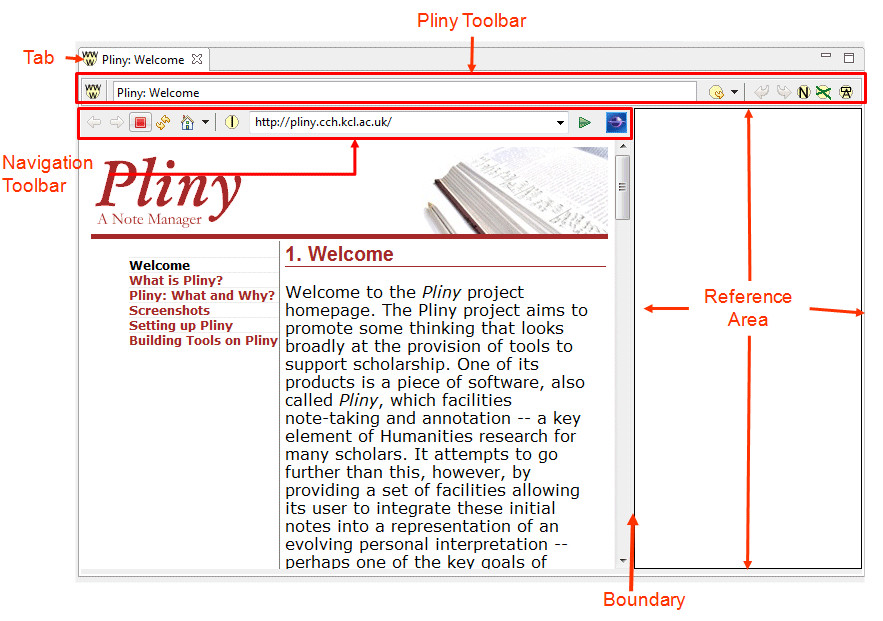 Pliny Toolbar
Tab
Pliny: Welcome
Pliny: Welcome
http://pliny.cch.kcl.ac.uk/
Navigation
Toolbar
Pliny
A Note Manager
Welcome
What is Pliny?
Pliny: What and Why?
Screenshots
Setting up Pliny
Building Tools on Pliny
1. Welcome
Welcome to the Pliny project
homepage. The Pliny project aims to
promote some thinking that looks
broadly at the provision of tools to
support scholarship. One of its
products is a piece of software, also
called Pliny, which facilities
note-taking and annotation -- a key
element of Humanities research for
many scholars. It attempts to go
further than this, however, by
providing a set of facilities allowing
its user to integrate these initial
notes into a representation of an
evolving personal interpretation --
perhaps one of the key goals of
Reference
Area
Boundary